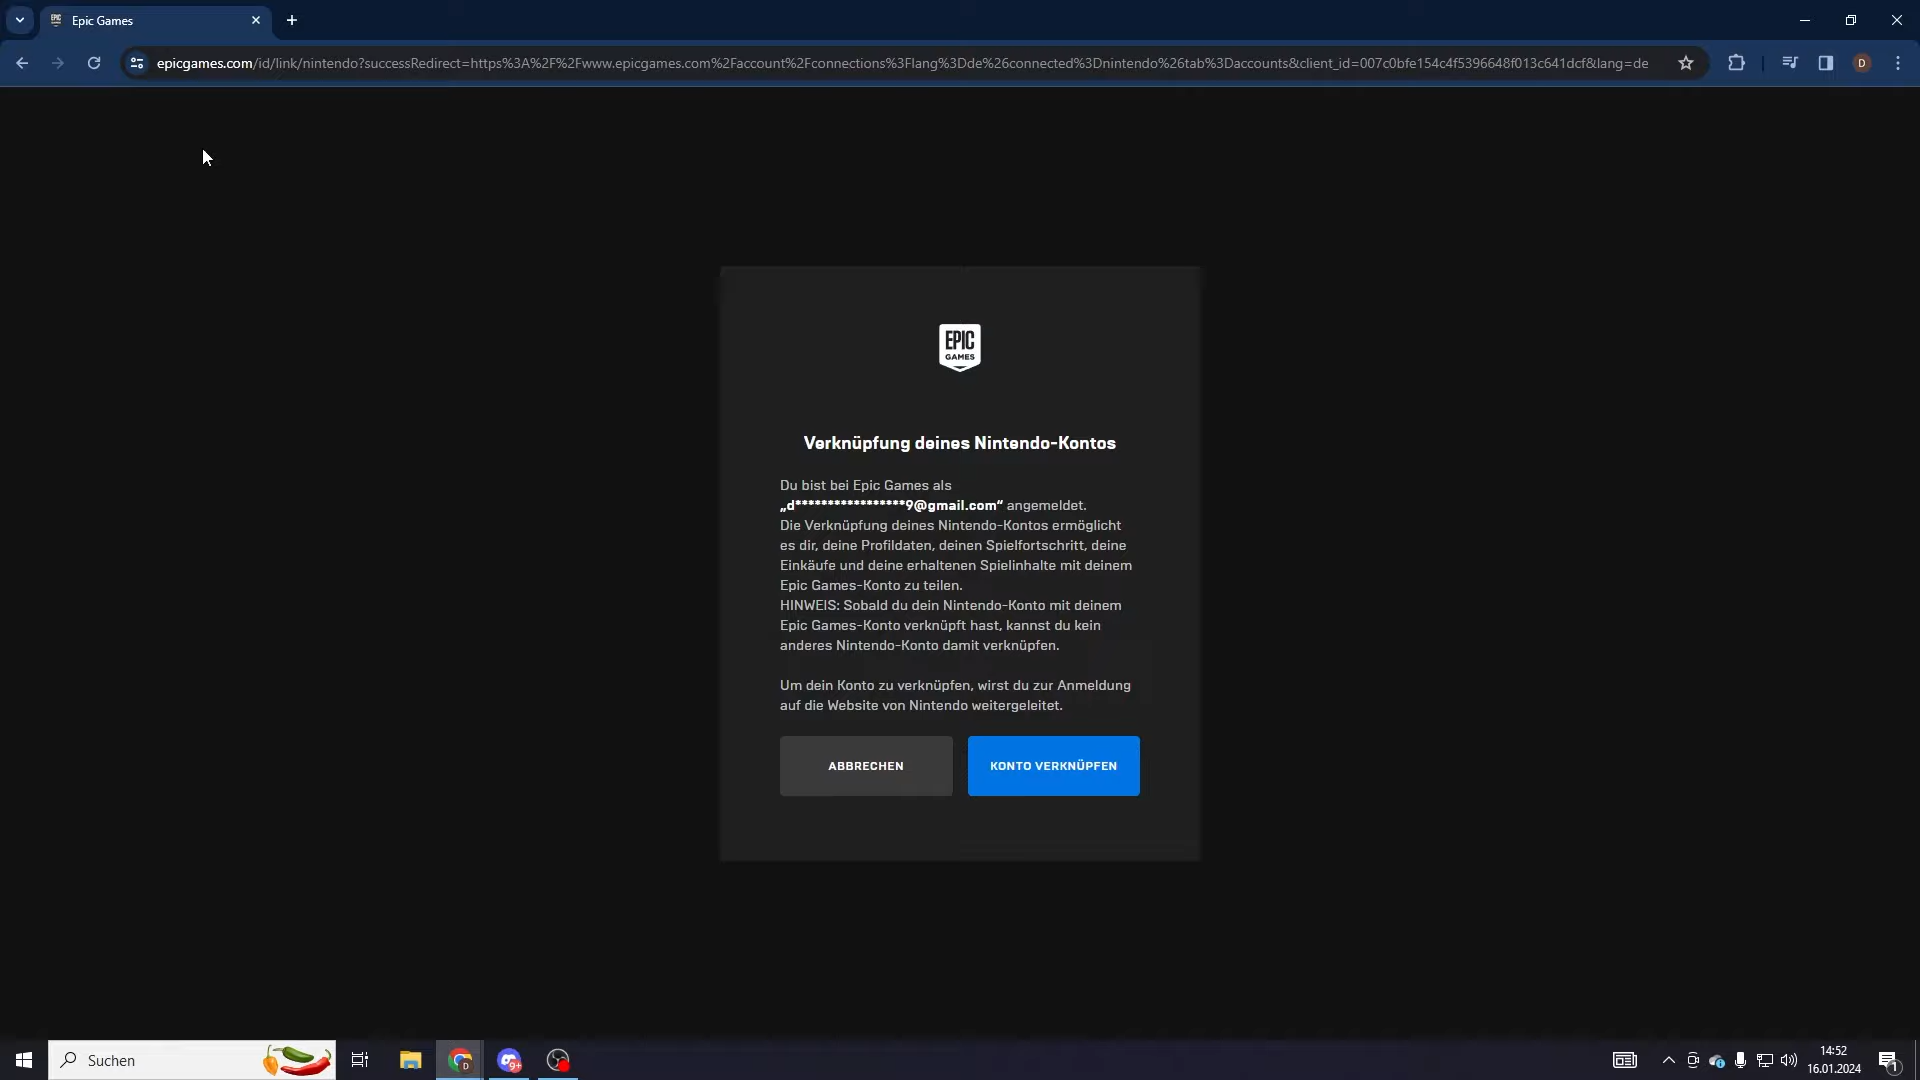 Epic Games
epicgames.com/id/link/nintendo?successRedirect=https%3A%2F%2Fwww.epicgames.com%2Faccount%2Fconnections%3Flang%3Dde%26connected%3Dnintendo%26tab%3Daccounts&client_id=007c0bfe154c4f5396648f013c641dcf&lang=de
D
EPIC
GAMES
Verknüpfung deines Nintendo-Kontos
Du bist bei Epic Games als
„d*****************9@gmail.com“ angemeldet.
Die Verknüpfung deines Nintendo-Kontos ermöglicht
es dir, deine Profildaten, deinen Spielfortschritt, deine
Einkäufe und deine erhaltenen Spielinhalte mit deinem
Epic Games-Konto zu teilen.
HINWEIS: Sobald du dein Nintendo-Konto mit deinem
Epic Games-Konto verknüpft hast, kannst du kein
anderes Nintendo-Konto damit verknüpfen.
Um dein Konto zu verknüpfen, wirst du zur Anmeldung
auf die Website von Nintendo weitergeleitet.
ABBRECHEN
KONTO VERKNÜPFEN
Suchen
D
9+
14:52
16.01.2024
1